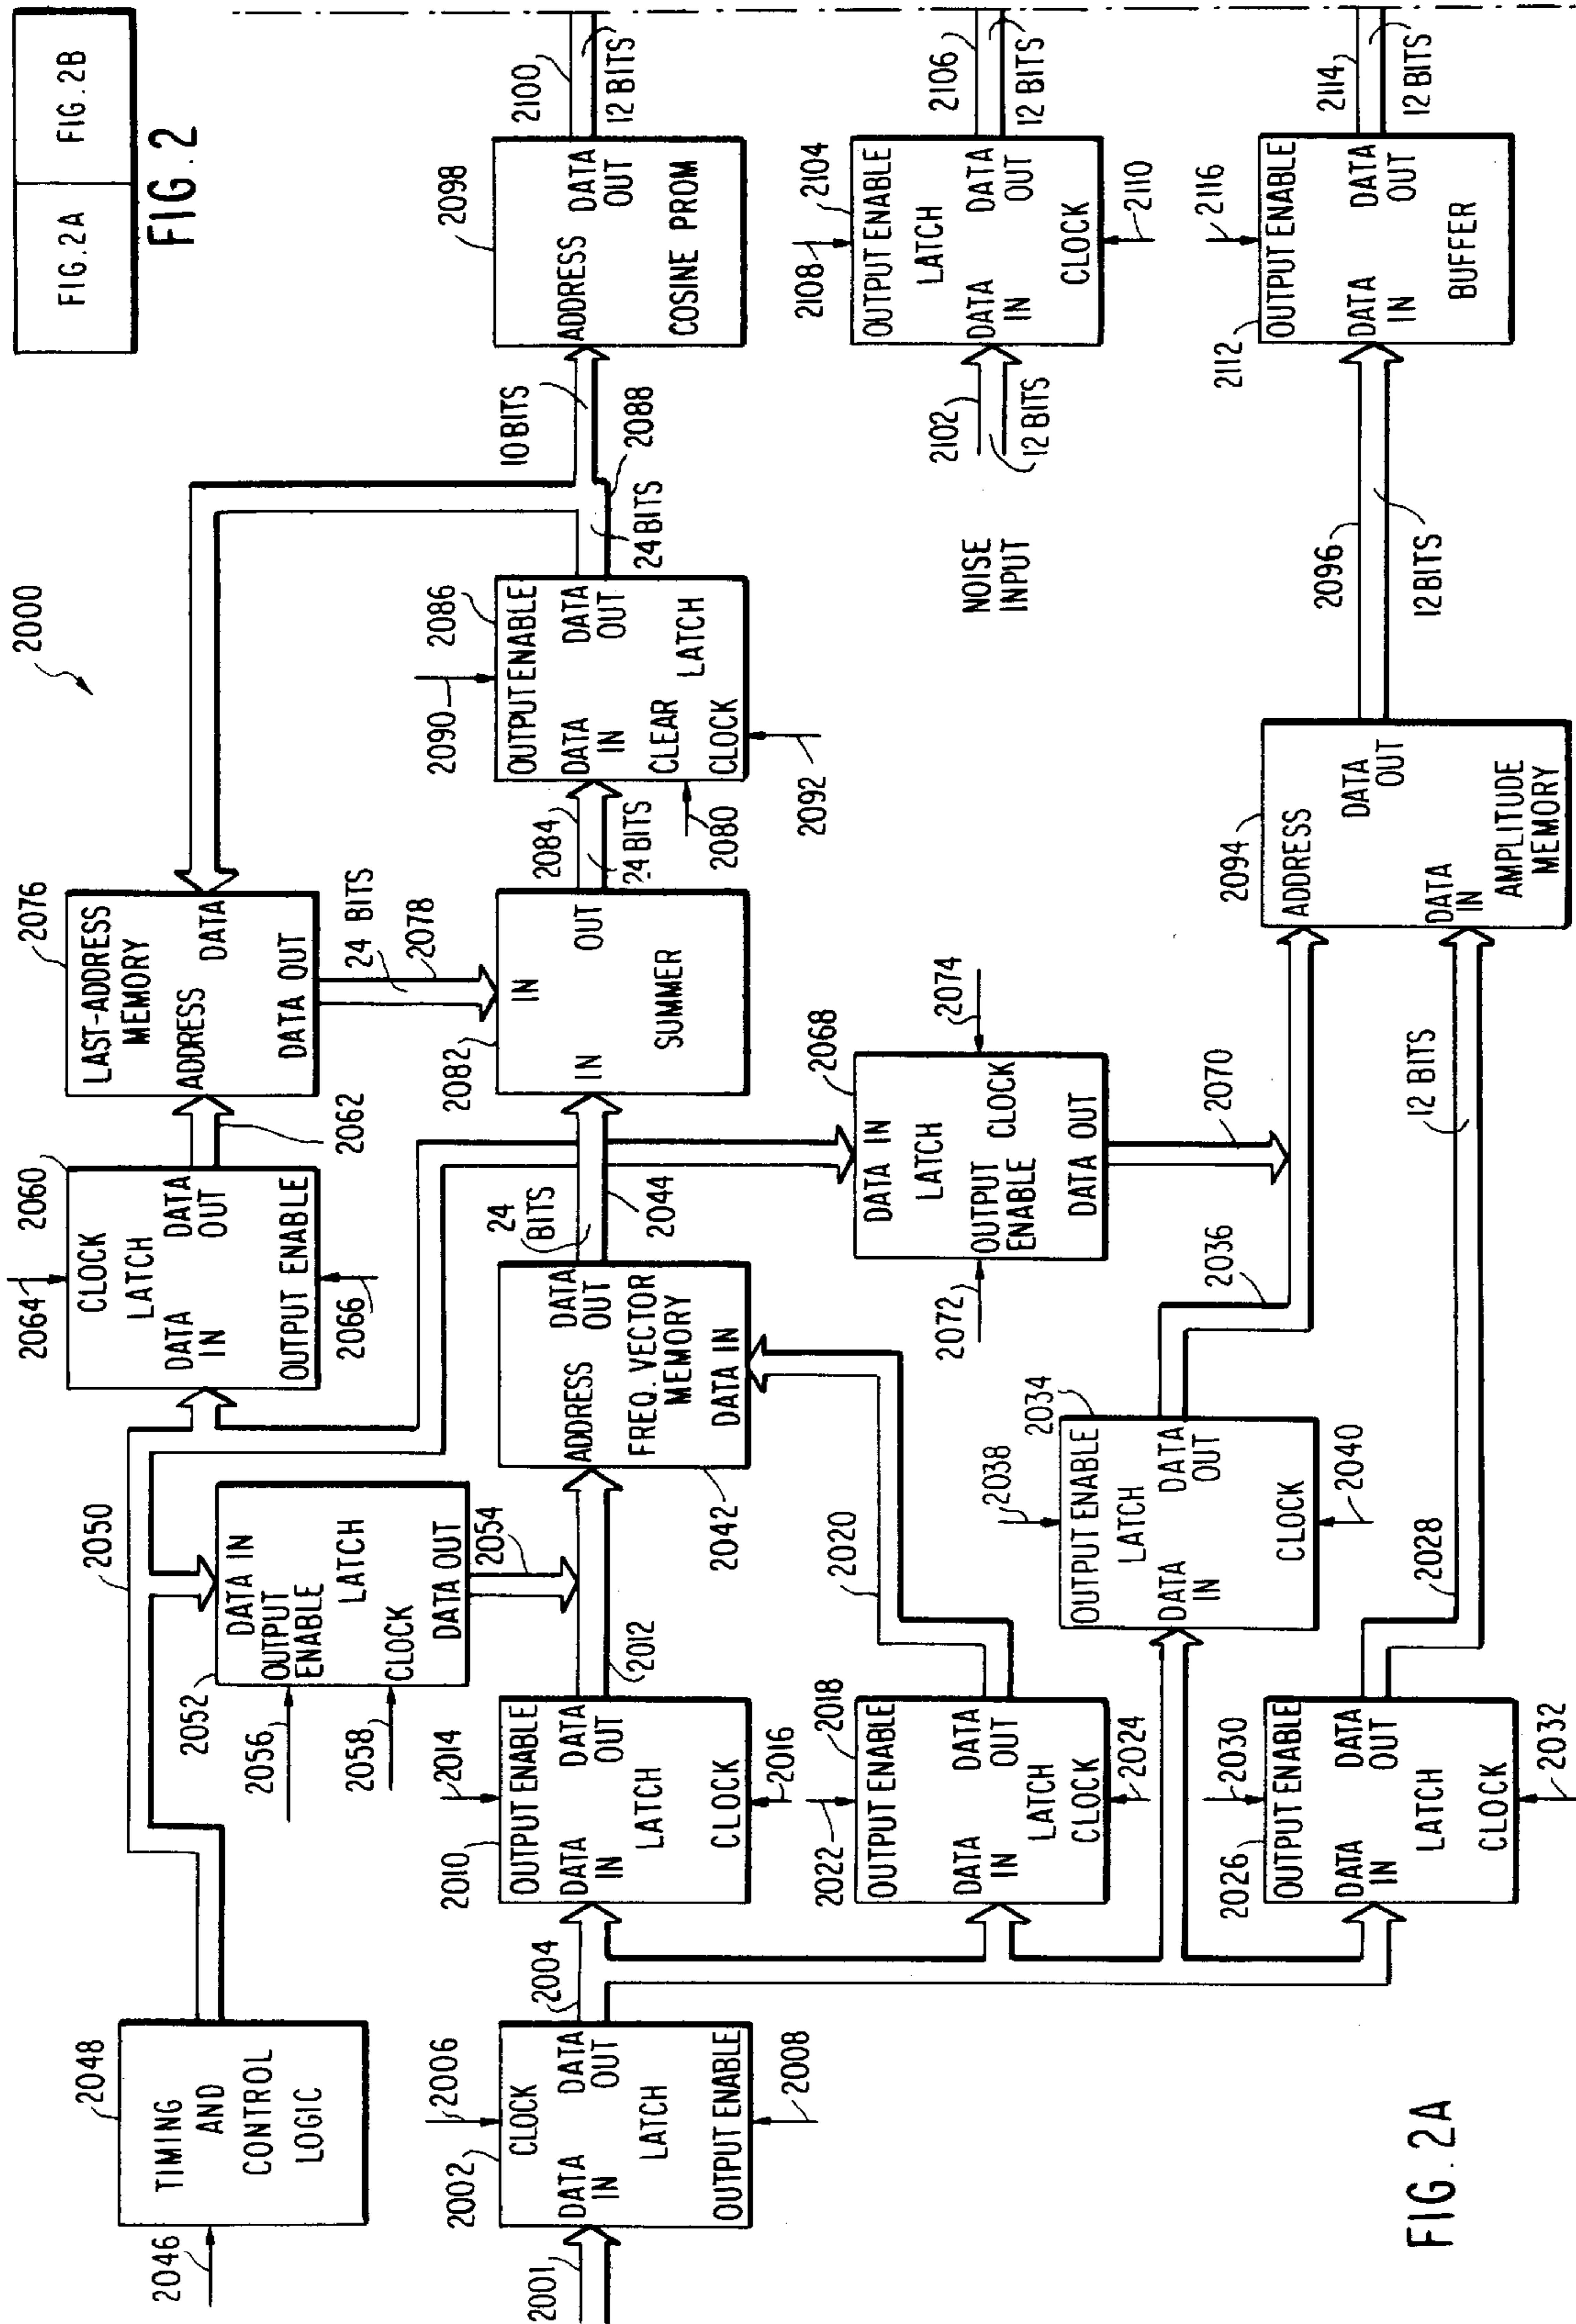 FIG. 2A
FIG. 2B
FIG. 2
2000
2046
2048
TIMING
AND
CONTROL
LOGIC
2050
2001
2002
CLOCK
DATA
IN
DATA
OUT
LATCH
OUTPUT ENABLE
2006
2008
2004
2052
DATA IN
OUTPUT
ENABLE
LATCH
CLOCK
DATA OUT
2056
2058
2054
2010
OUTPUT ENABLE
DATA
IN
DATA
OUT
LATCH
CLOCK
2014
2016
2012
2018
OUTPUT ENABLE
DATA
IN
DATA
OUT
LATCH
CLOCK
2022
2024
2020
2026
OUTPUT ENABLE
DATA
IN
DATA
OUT
LATCH
CLOCK
2030
2032
2028
12 BITS
2034
OUTPUT ENABLE
LATCH
DATA
IN
DATA
OUT
CLOCK
2038
2040
2036
2042
ADDRESS
DATA
OUT
FREQ. VECTOR
MEMORY
DATA IN
24
BITS
2044
2060
CLOCK
LATCH
DATA
IN
DATA
OUT
OUTPUT ENABLE
2064
2066
2062
2068
DATA IN
LATCH
OUTPUT
ENABLE
CLOCK
DATA OUT
2072
2074
2070
2076
LAST-ADDRESS
MEMORY
ADDRESS
DATA
DATA OUT
24 BITS
2078
2082
IN
IN
OUT
SUMMER
2084
24 BITS
2086
OUTPUT ENABLE
DATA
IN
DATA
OUT
CLEAR
LATCH
CLOCK
2090
2080
2092
24 BITS
2088
10 BITS
2094
ADDRESS
DATA
OUT
DATA
IN
AMPLITUDE
MEMORY
2096
12 BITS
2098
ADDRESS
DATA
OUT
COSINE PROM
2100
12 BITS
NOISE
INPUT
2102
12 BITS
2104
OUTPUT ENABLE
LATCH
DATA
IN
DATA
OUT
CLOCK
2108
2110
2106
12 BITS
2112
OUTPUT ENABLE
DATA
IN
DATA
OUT
BUFFER
2116
2114
12 BITS
FIG. 2A